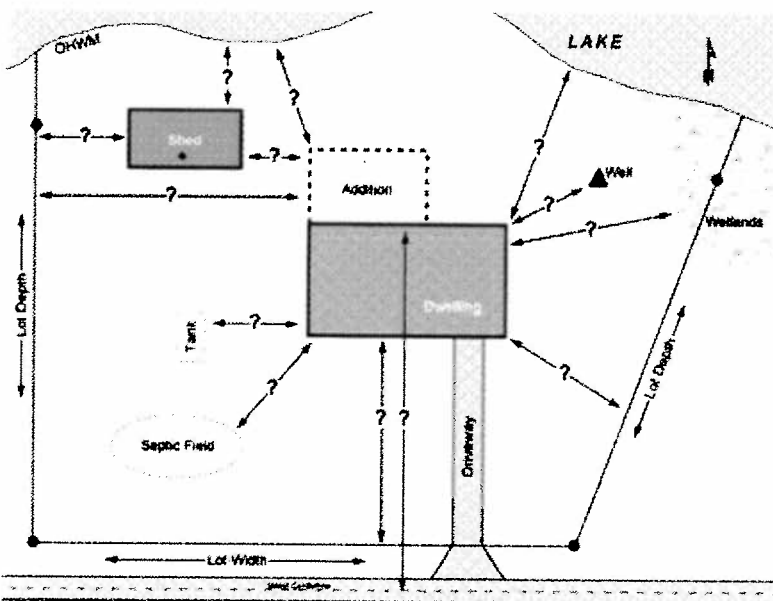 LAKE
OHWM
?
?
?
Shed
?
?
?
?
Well
?
Addition
?
Wetlands
Dwelling
Lot Depth
Tank
?
?
?
?
?
Lot Depth
Septic Field
Driveway
Lot Width